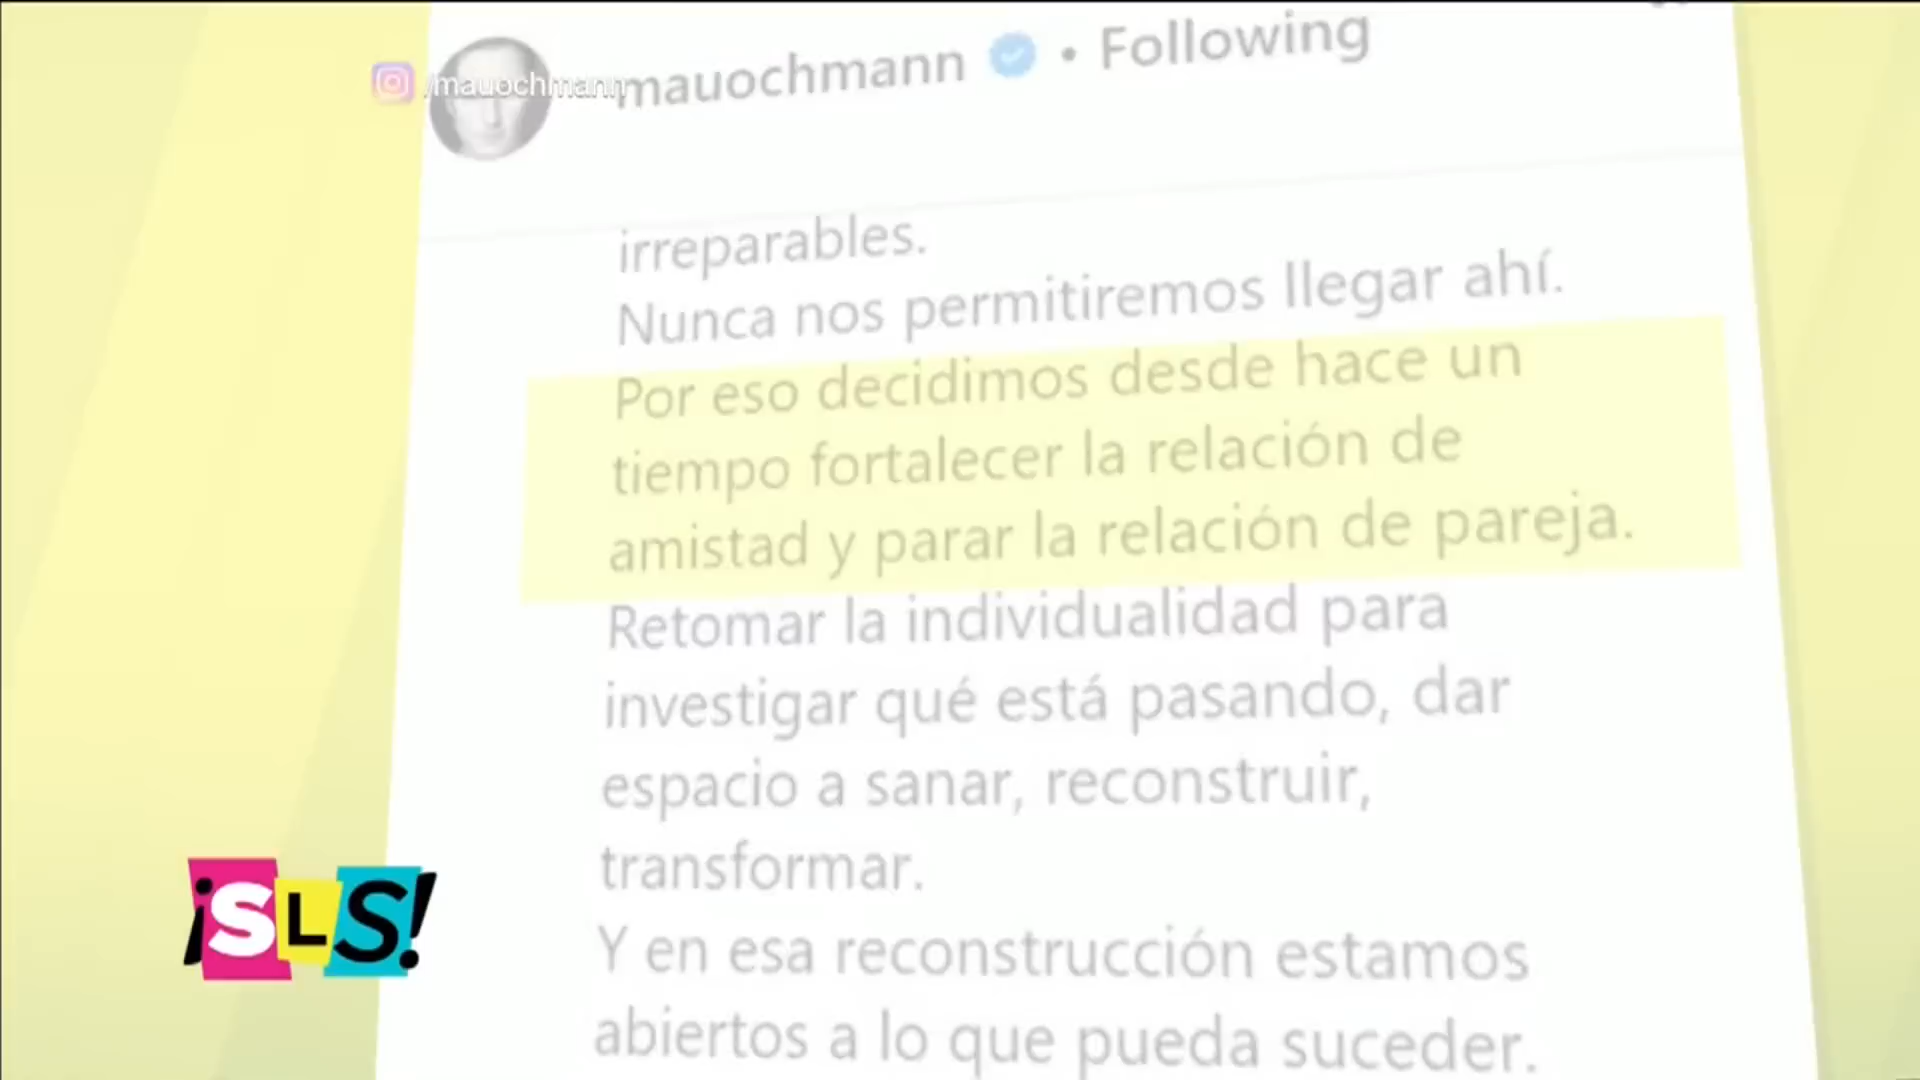 /mauochmann
mauochmann • Following
irreparables.
Nunca nos permitiremos llegar ahí.
Por eso decidimos desde hace un
tiempo fortalecer la relación de
amistad y parar la relación de pareja.
Retomar la individualidad para
investigar qué está pasando, dar
espacio a sanar, reconstruir,
transformar.
Y en esa reconstrucción estamos
abiertos a lo que pueda suceder.
¡SLS!